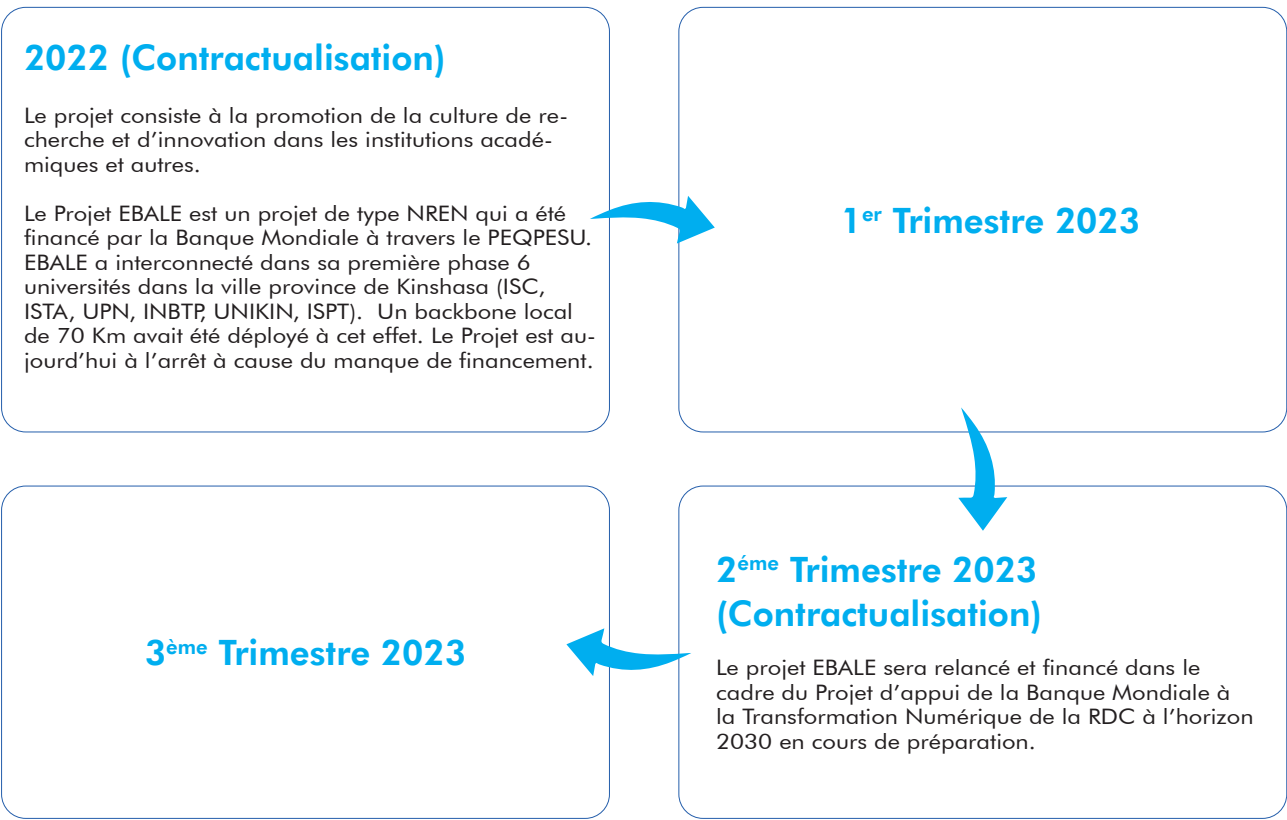 2022 (Contractualisation)
Le projet consiste à la promotion de la culture de re-
cherche et d'innovation dans les institutions acadé-
miques et autres.
Le Projet EBALE est un projet de type NREN qui a été
financé par la Banque Mondiale à travers le PEQPESU.
EBALE a interconnecté dans sa première phase 6
universités dans la ville province de Kinshasa (ISC,
ISTA, UPN, INBTP, UNIKIN, ISPT).  Un backbone local
de 70 Km avait été déployé à cet effet. Le Projet est au-
jourd'hui à l'arrêt à cause du manque de financement.
1er Trimestre 2023
2éme Trimestre 2023
(Contractualisation)
Le projet EBALE sera relancé et financé dans le
cadre du Projet d'appui de la Banque Mondiale à
la Transformation Numérique de la RDC à l'horizon
2030 en cours de préparation.
3ème Trimestre 2023